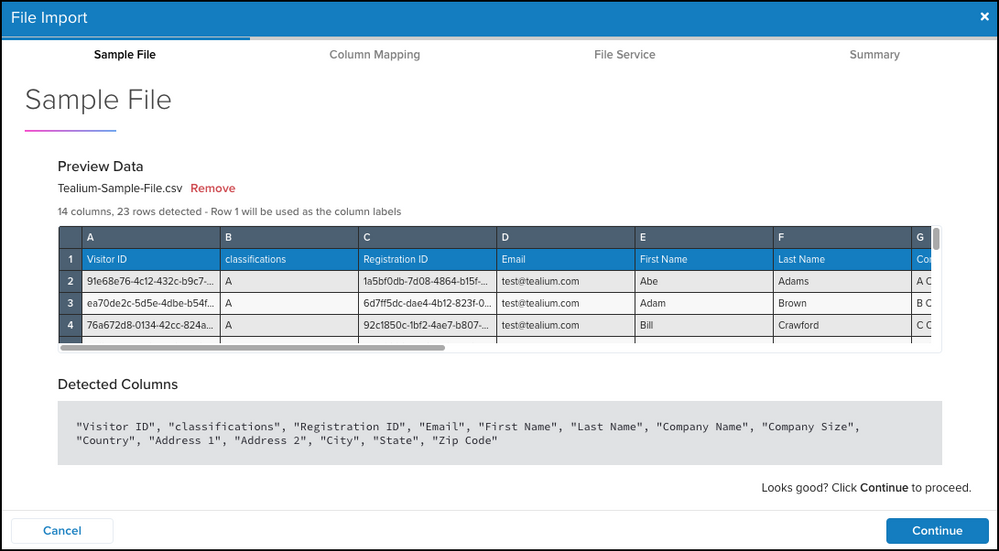 File Import ×
Sample File Column Mapping File Service Summary
Sample File
Preview Data
Tealium-Sample-File.csv Remove
14 columns, 23 rows detected - Row 1 will be used as the column labels
A B C D E F G
1 Visitor ID classifications Registration ID Email First Name Last Name Cor
2 91e68e76-4c12-432c-b9c7-... A 1a5bf0db-7d08-4864-b15f-... test@tealium.com Abe Adams A C
3 ea70de2c-5d5e-4dbe-b54f... A 6d7ff5dc-dae4-4b12-823f-0... test@tealium.com Adam Brown B C
4 76a672d8-0134-42cc-824a... A 92c1850c-1bf2-4ae7-b807-... test@tealium.com Bill Crawford C C
Detected Columns
"Visitor ID", "classifications", "Registration ID", "Email", "First Name", "Last Name", "Company Name", "Company Size",
"Country", "Address 1", "Address 2", "City", "State", "Zip Code"
Looks good? Click Continue to proceed.
Cancel Continue